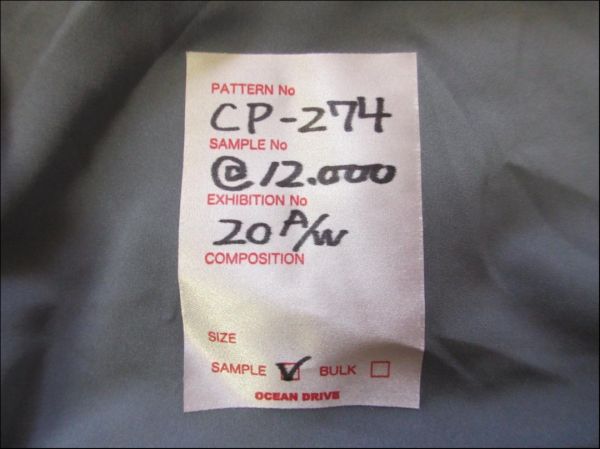 PATTERN No
CP-274
SAMPLE No
@12.000
EXHIBITION No
20 A/W
COMPOSITION
SIZE
SAMPLE BULK
OCEAN DRIVE